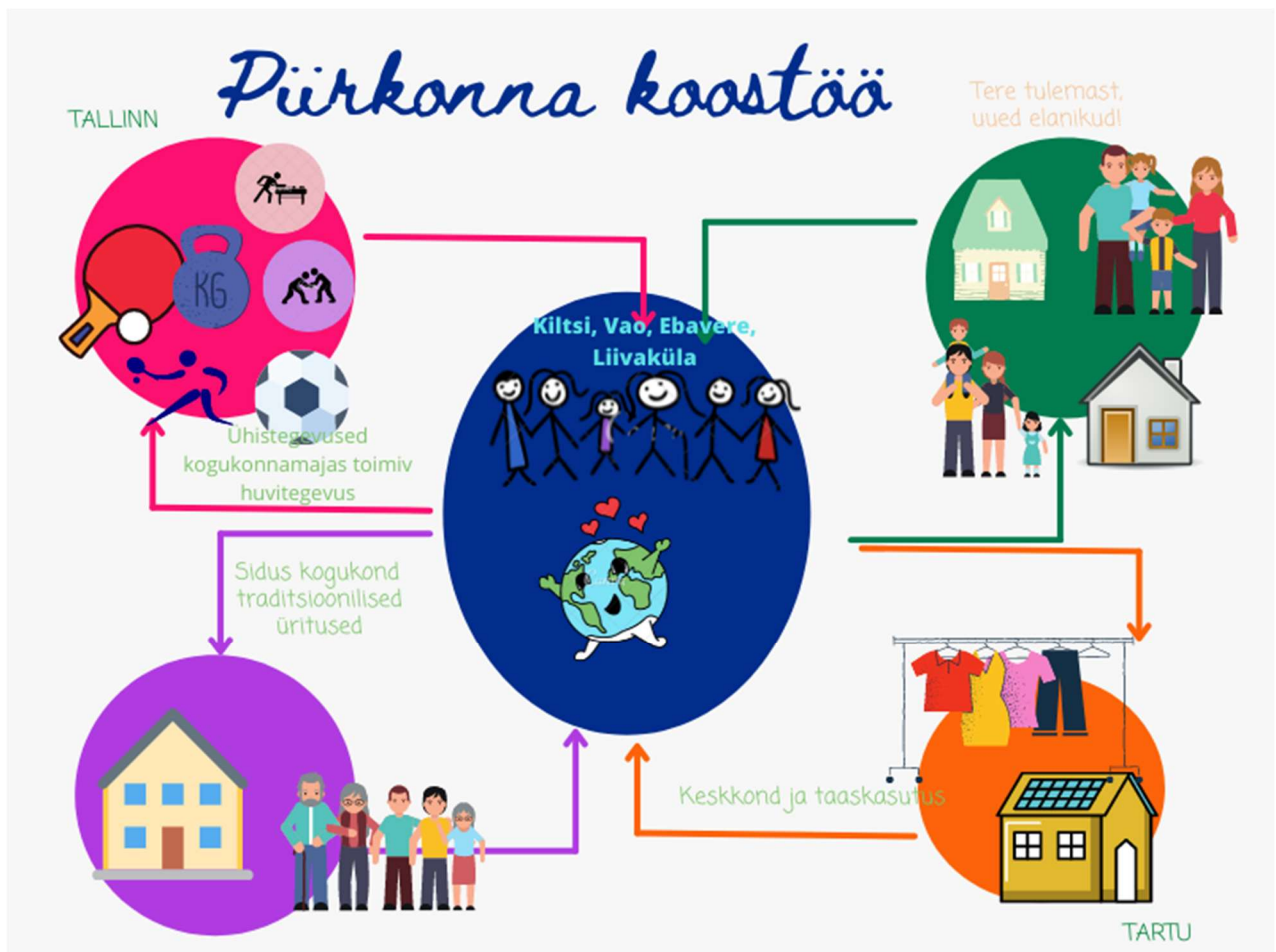 Piirkonna koostöö
TALLINN
Tere tulemast,
uued elanikud!
KG
Kiltsi, Vao, Ebavere,
Liivaküla
Ühistegevused
kogukonnamajas toimiv
huvitegevus
Sidus kogukond
traditsioonilised
üritused
Keskkond ja taaskasutus
TARTU